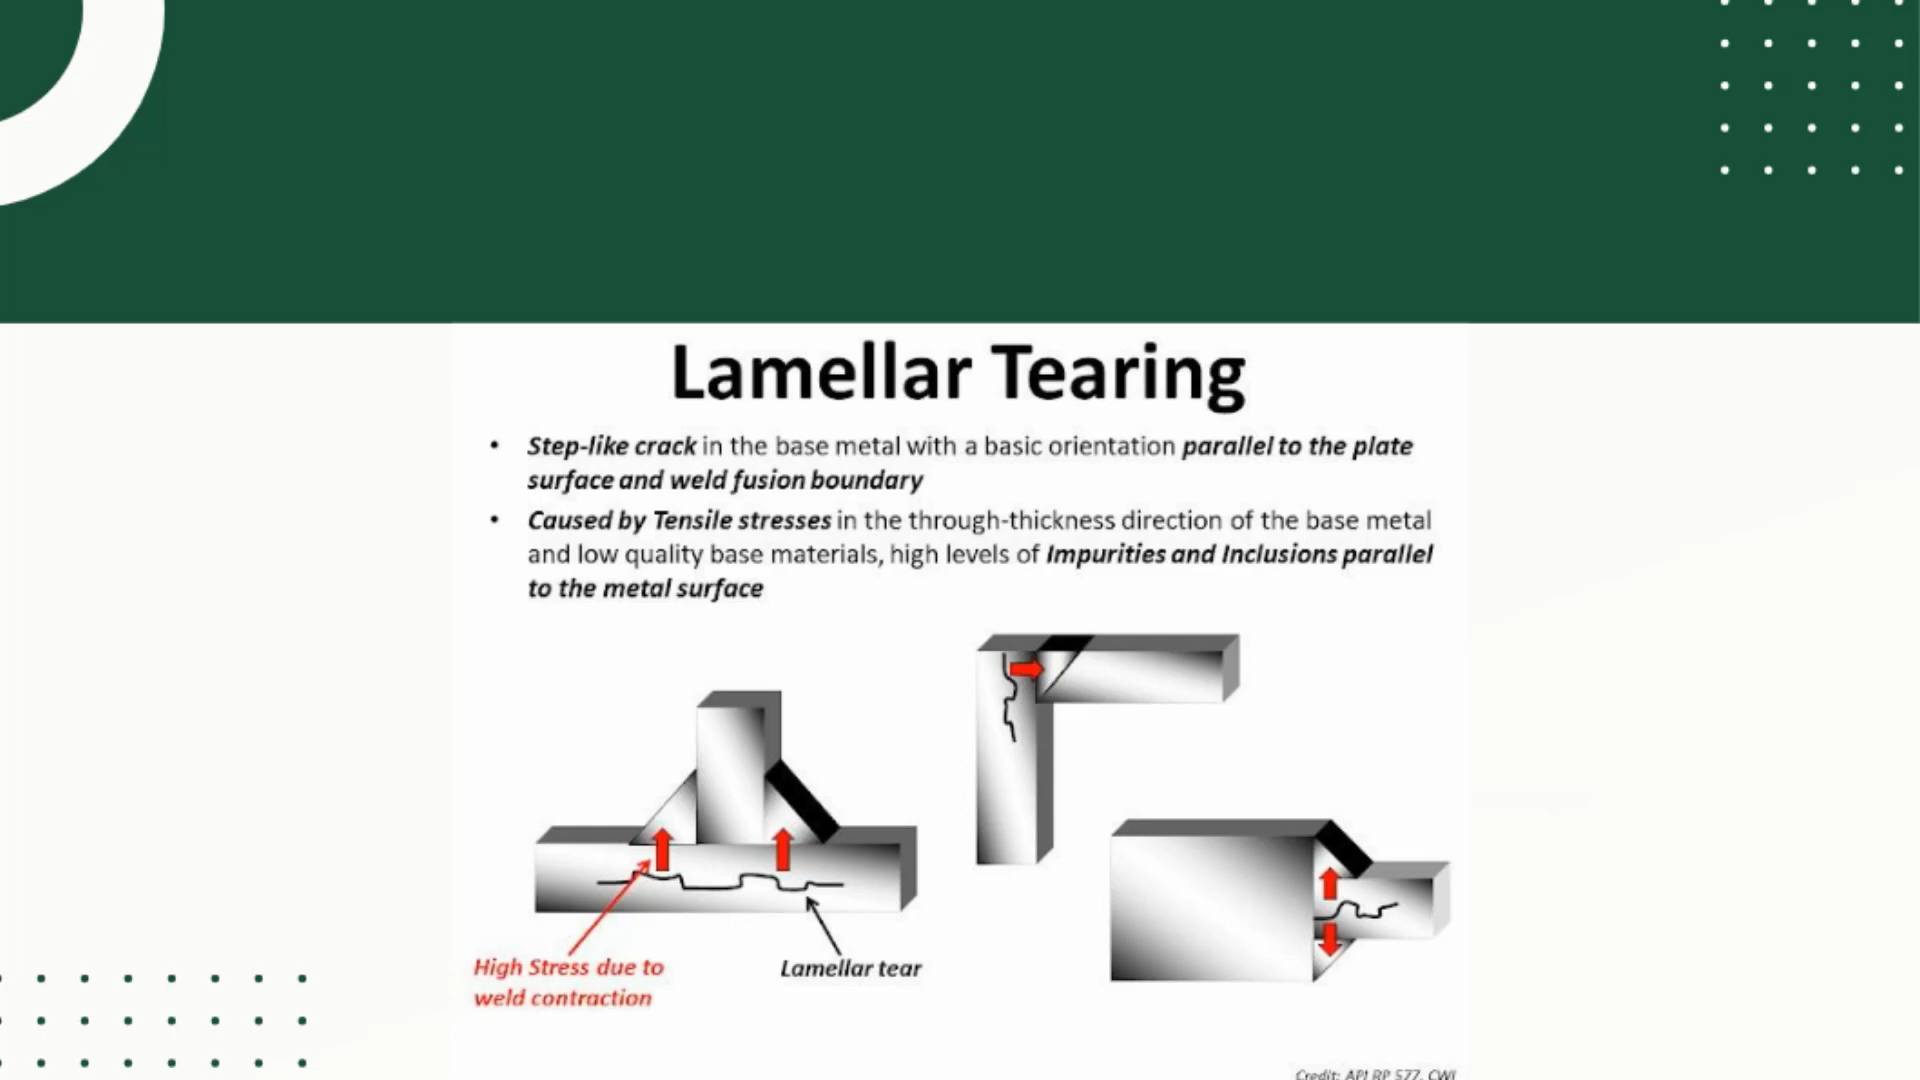 Lamellar Tearing
• Step-like crack in the base metal with a basic orientation parallel to the plate
surface and weld fusion boundary
• Caused by Tensile stresses in the through-thickness direction of the base metal
and low quality base materials, high levels of Impurities and Inclusions parallel
to the metal surface
High Stress due to
weld contraction
Lamellar tear
Credit: API RP 577, CWI